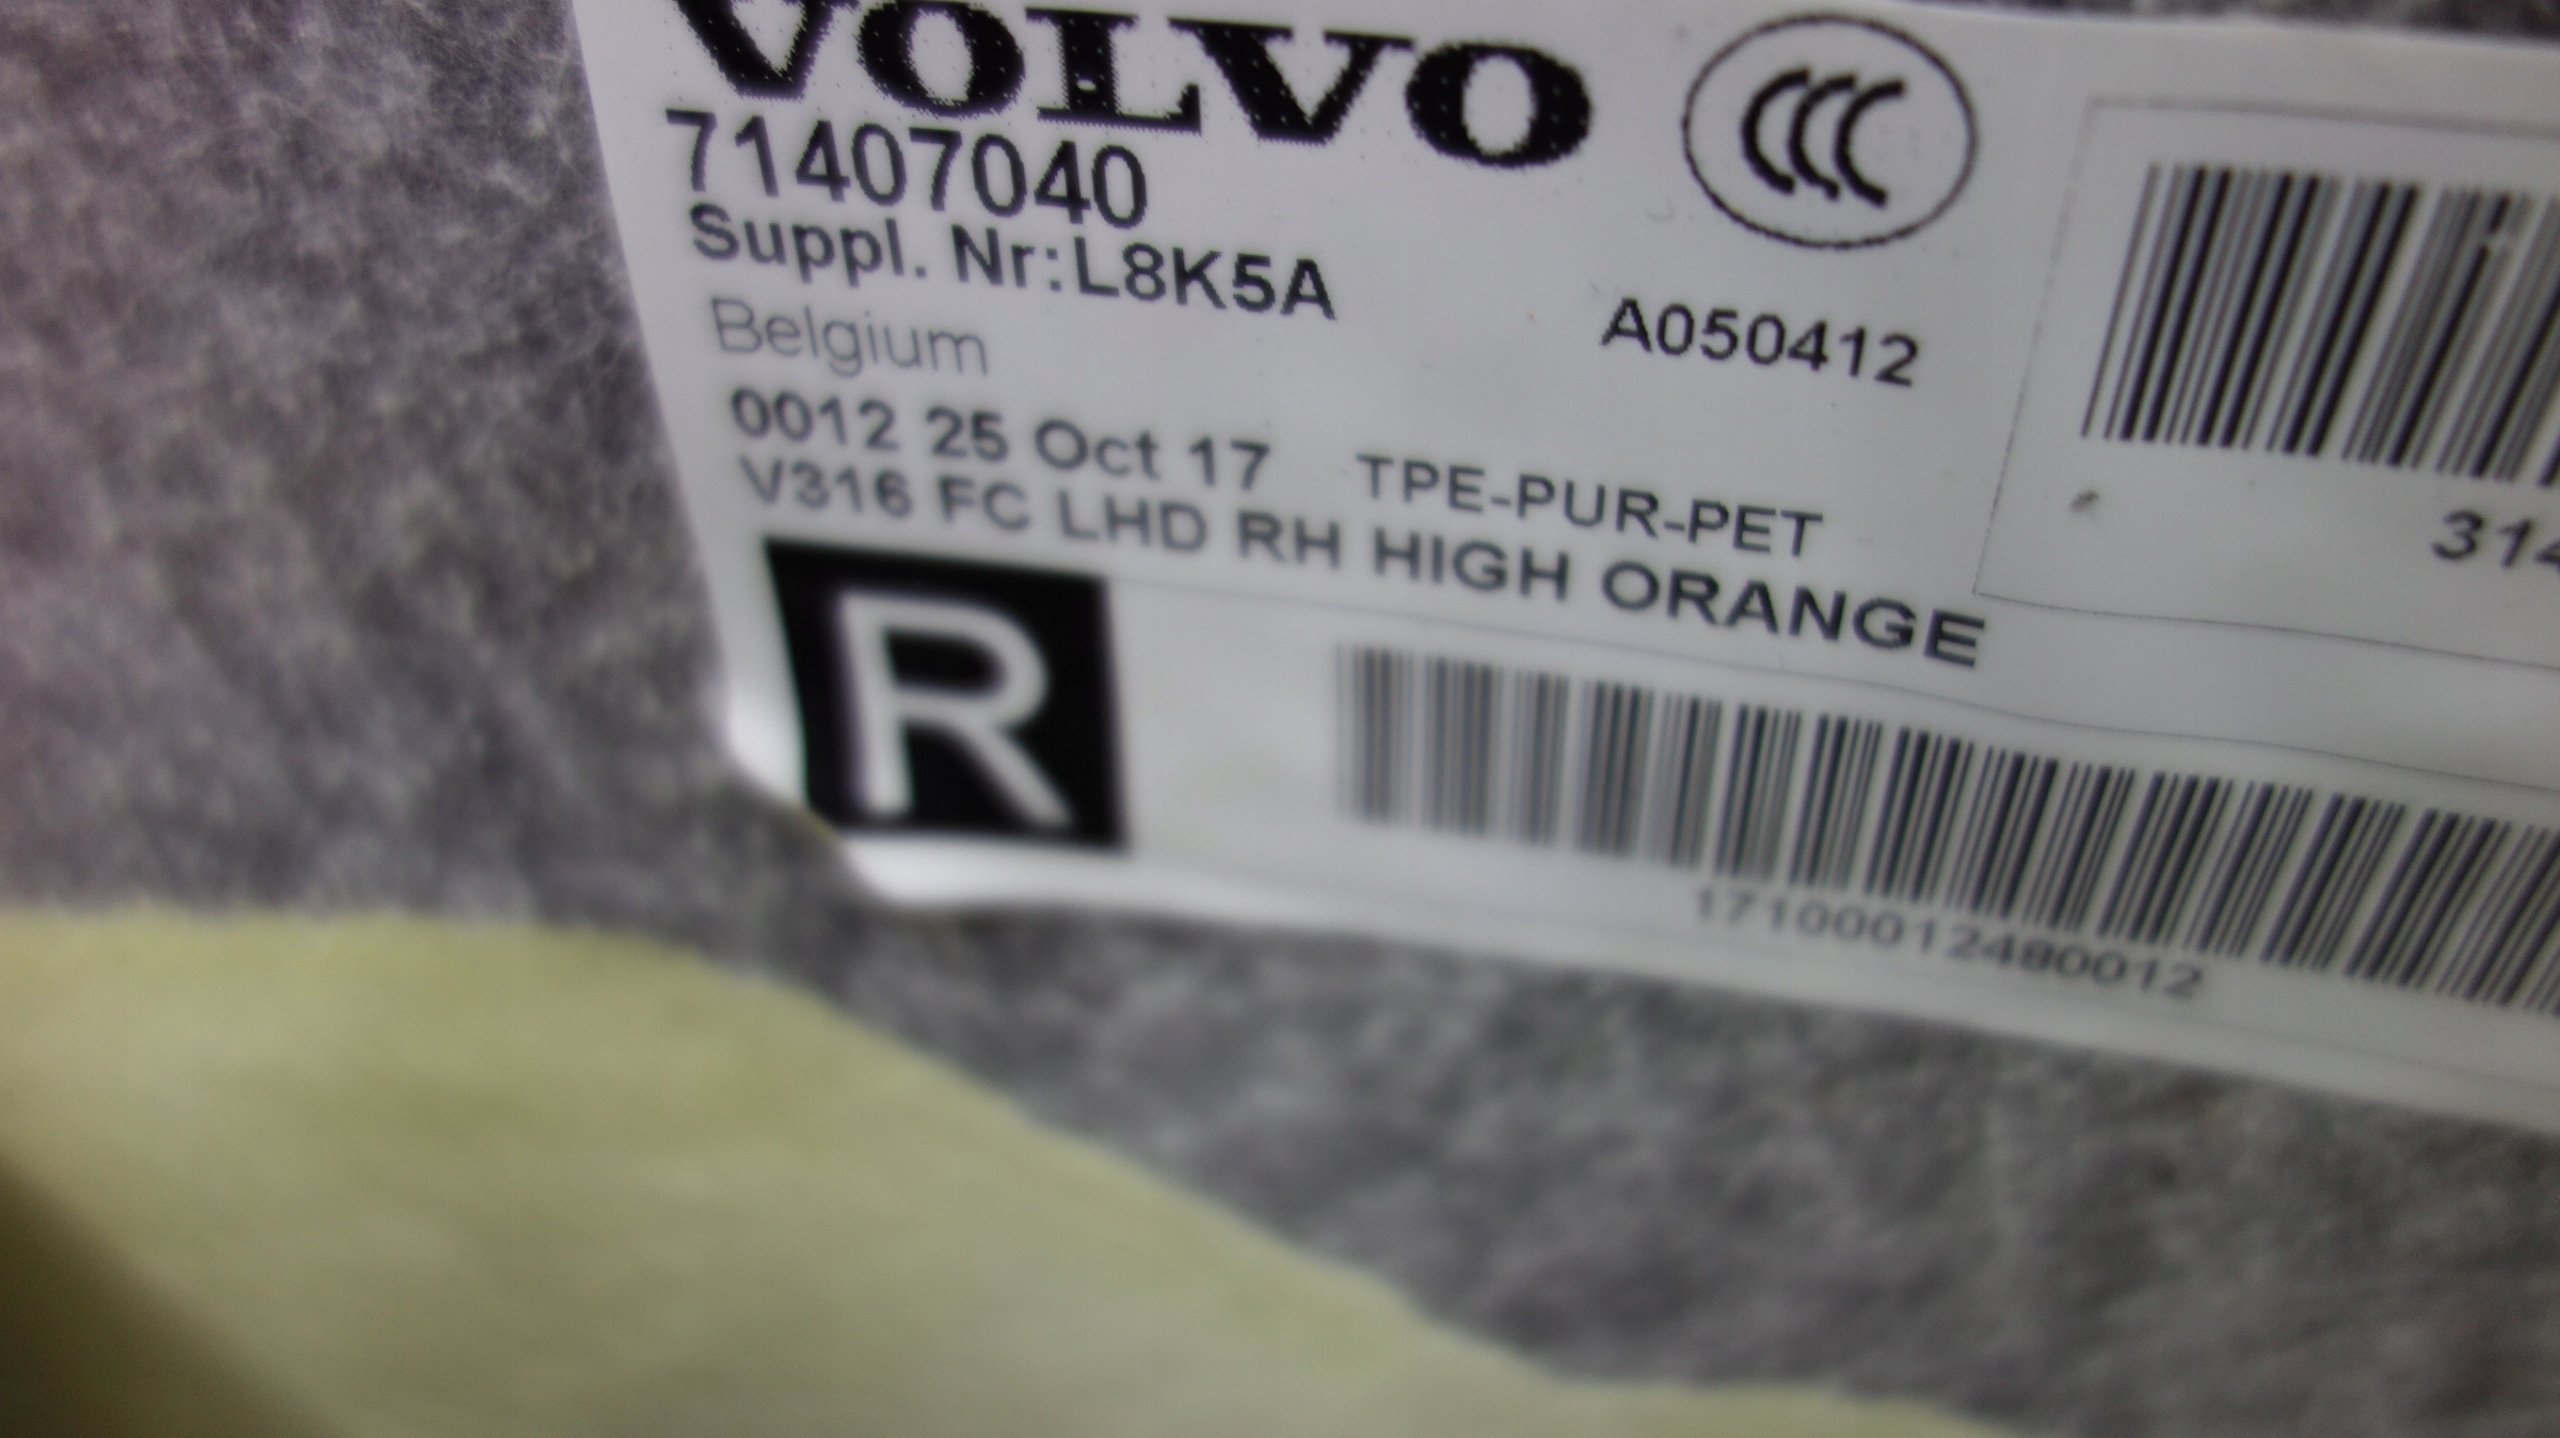 VOLVO
71407040
Suppl. Nr:L8K5A
Belgium
A050412
0012 25 Oct 17 TPE-PUR-PET
V316 FC LHD RH HIGH ORANGE
314
R
17100012480012